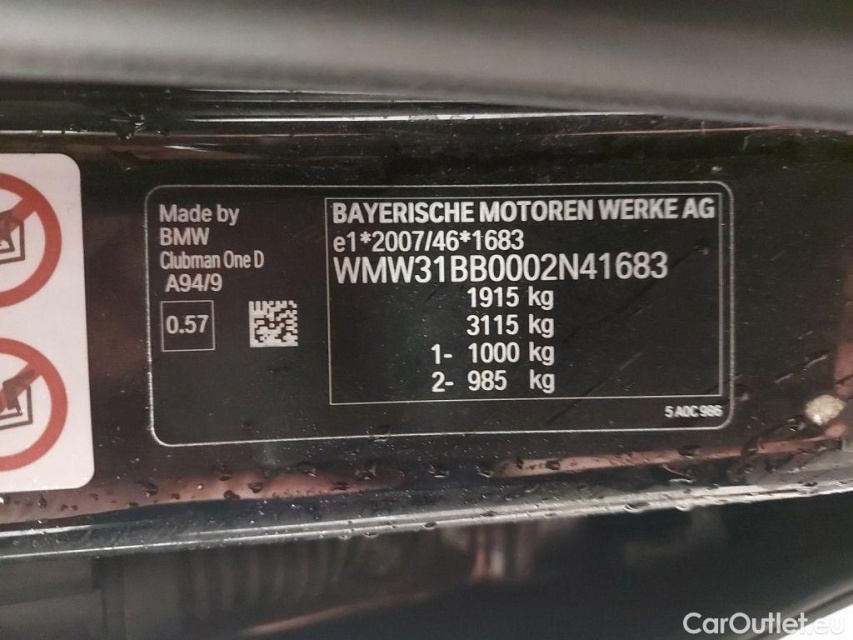 Made by
BMW
Clubman One D
A94/9
0.57
BAYERISCHE MOTOREN WERKE AG
e1*2007/46*1683
WMW31BB0002N41683
1915 kg
3115 kg
1- 1000 kg
2- 985 kg
5 A0C 986
CarOutlet.eu